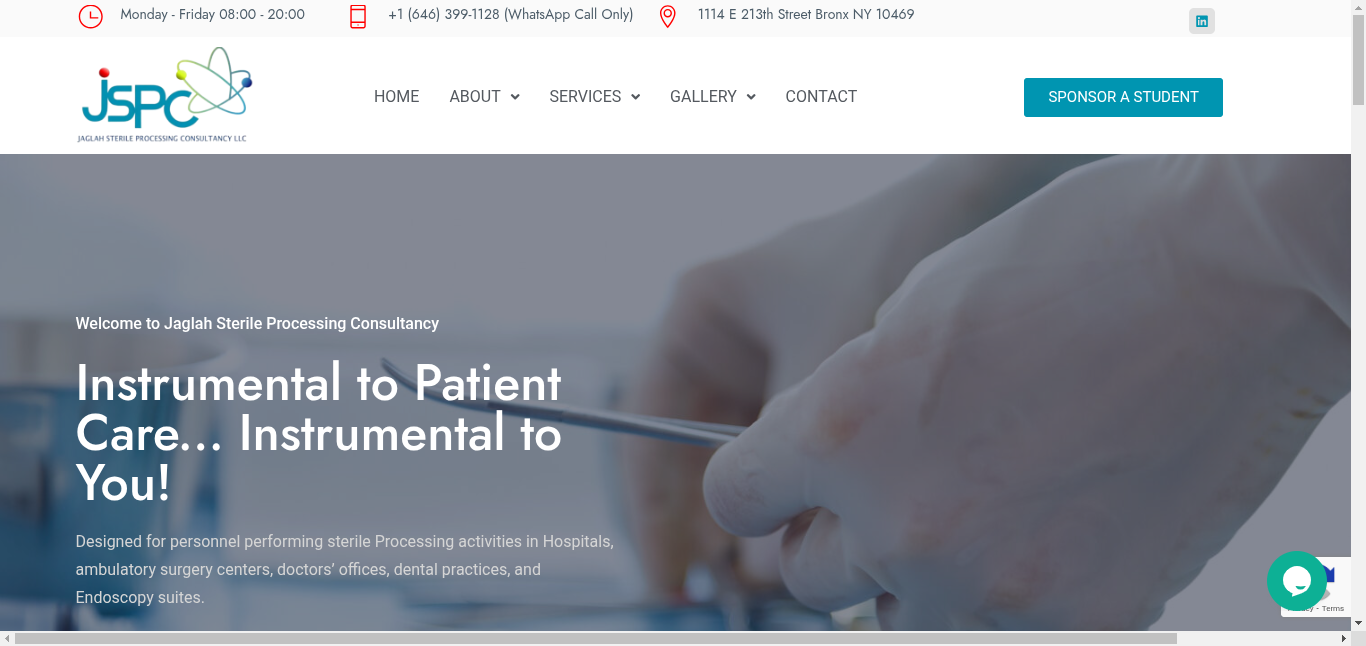 Monday - Friday 08:00 - 20:00
+1 (646) 399-1128 (WhatsApp Call Only)
1114 E 213th Street Bronx NY 10469
JSPC
JAGLAH STERILE PROCESSING CONSULTANCY LLC
HOME
ABOUT
SERVICES
GALLERY
CONTACT
SPONSOR A STUDENT
Welcome to Jaglah Sterile Processing Consultancy
Instrumental to Patient
Care... Instrumental to
You!
Designed for personnel performing sterile Processing activities in Hospitals,
ambulatory surgery centers, doctors’ offices, dental practices, and
Endoscopy suites.
- Terms